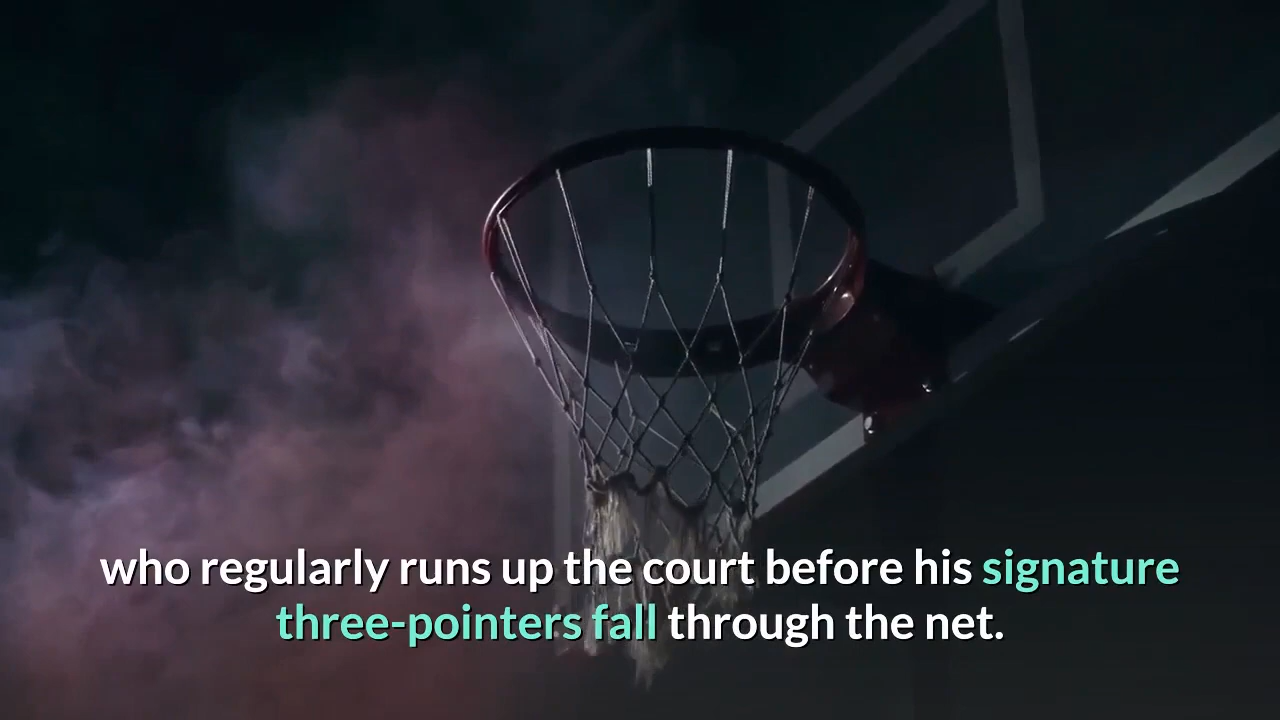 who regularly runs up the court before his signature
three-pointers fall through the net.